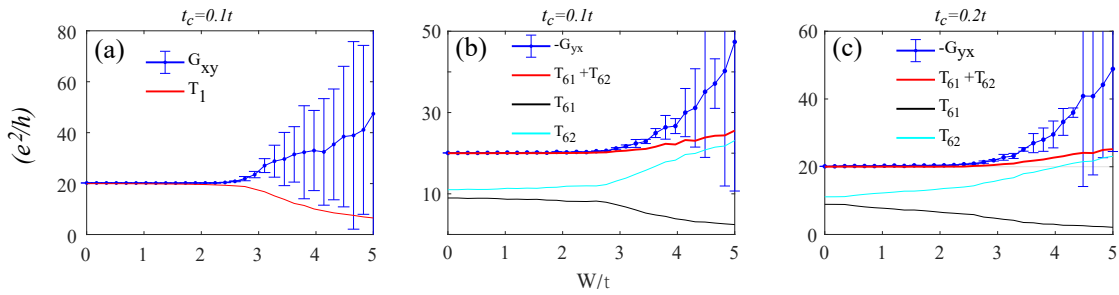 t_c=0.1t
t_c=0.1t
t_c=0.2t
(e²/h)
(a)
G_xy
T_1
80
60
40
20
0
0 1 2 3 4 5
(b)
-G_yx
T_61 +T_62
T_61
T_62
50
30
10
0 1 2 3 4 5
W/t
(c)
-G_yx
T_61 +T_62
T_61
T_62
60
40
20
0
0 1 2 3 4 5